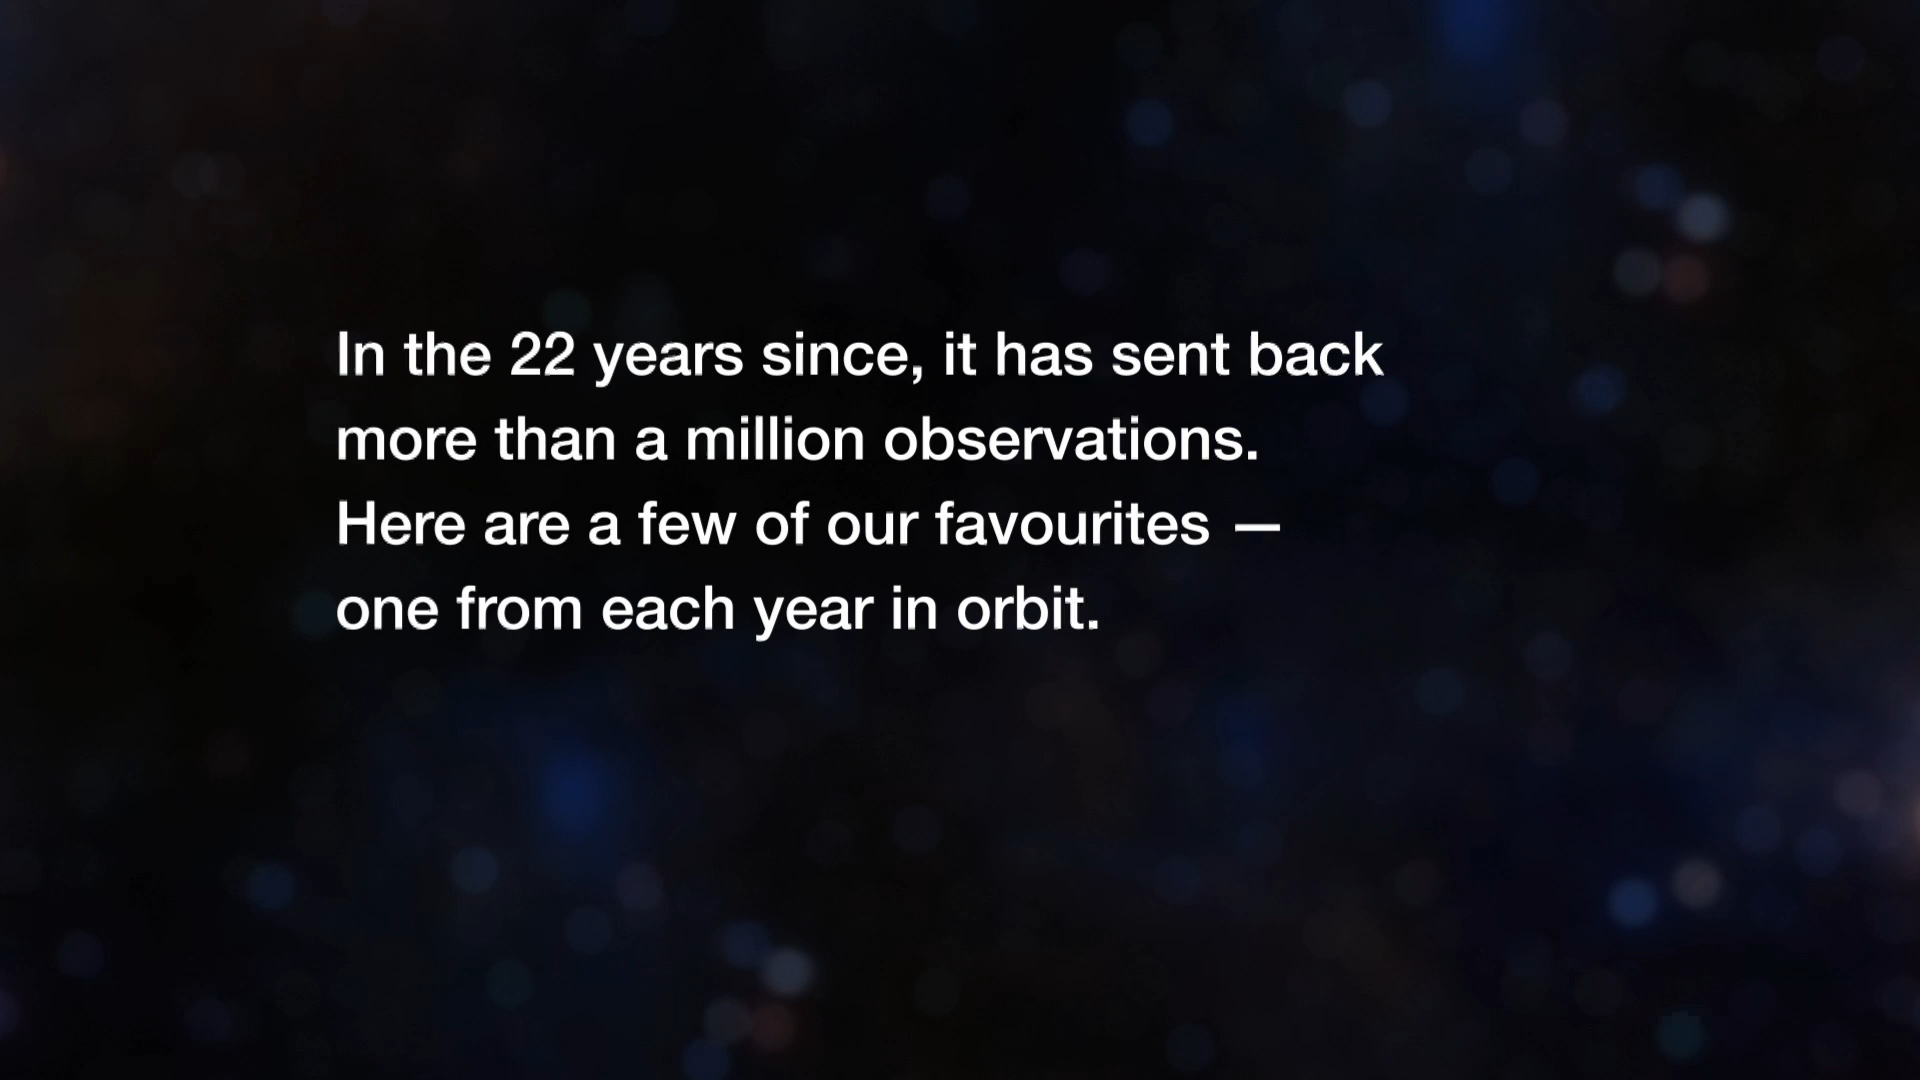 In the 22 years since, it has sent back
more than a million observations.
Here are a few of our favourites —
one from each year in orbit.